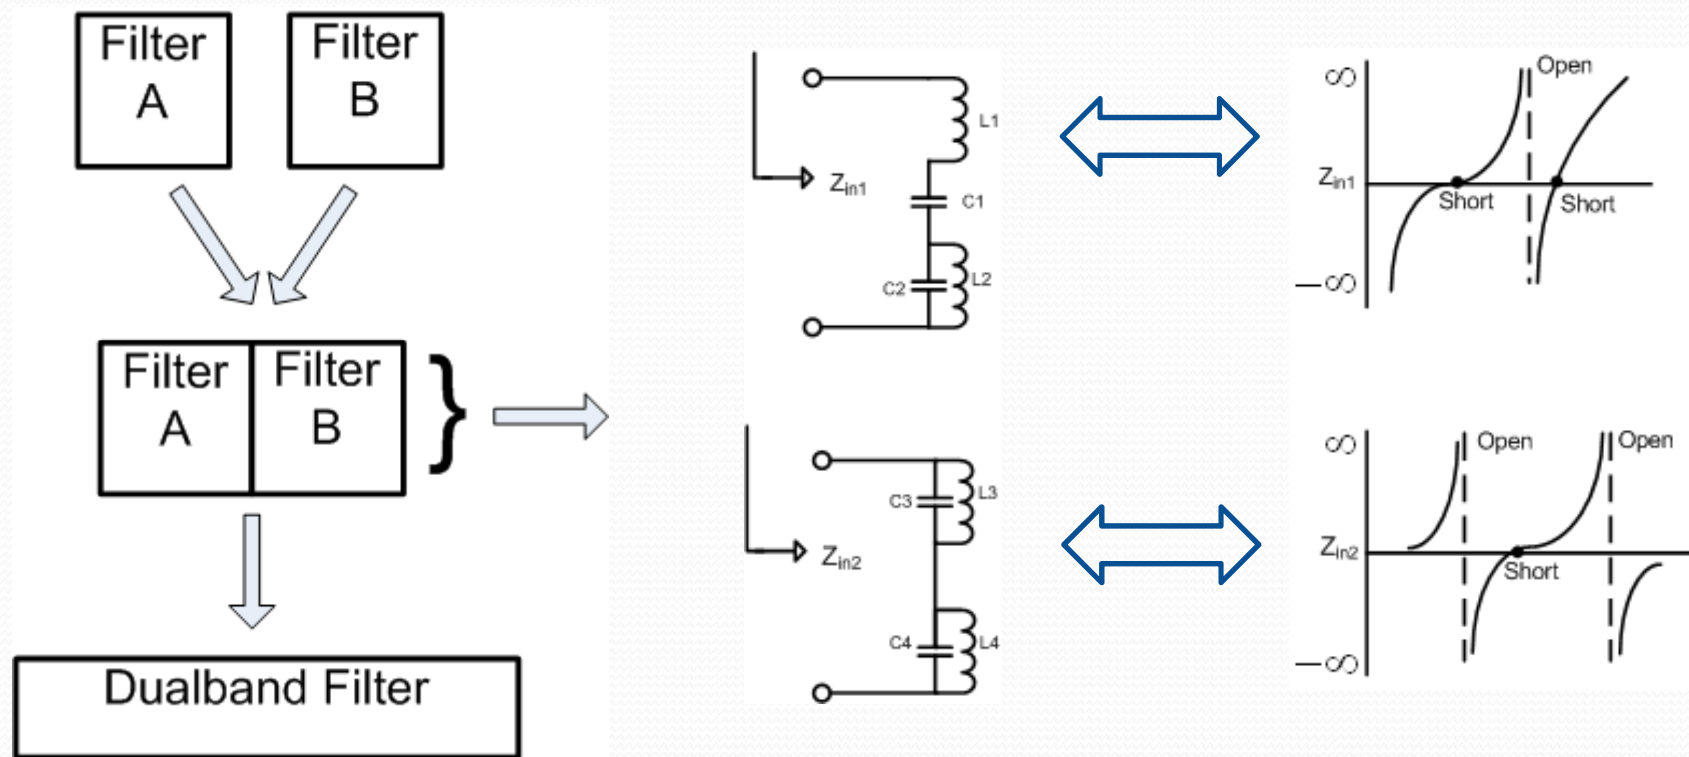 Filter
A
Filter
B
Filter
A
Filter
B
}
Dualband Filter
L1
Zin1
C1
C2
L2
C3
L3
Zin2
C4
L4
∞
Open
Zin1
Short
Short
—∞
∞
Open
Open
Zin2
Short
—∞